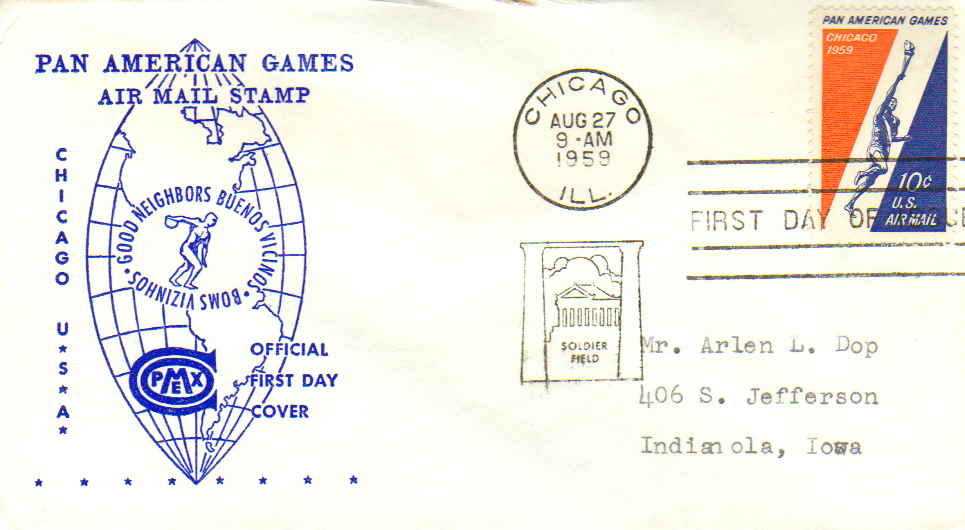 PAN AMERICAN GAMES
AIR MAIL STAMP
CHICAGO
U*S*A*
GOOD NEIGHBORS BUENOS VICINOS • BOMS VIZINHOS •
CPMEX
OFFICIAL
FIRST DAY
COVER
CHICAGO
AUG 27
9 - AM
1959
ILL.
FIRST DAY OF
SOLDIER
FIELD
PAN AMERICAN GAMES
CHICAGO
1959
10¢
U.S.
AIR MAIL
Mr. Arlen L. Dop
406 S. Jefferson
Indianola, Iowa